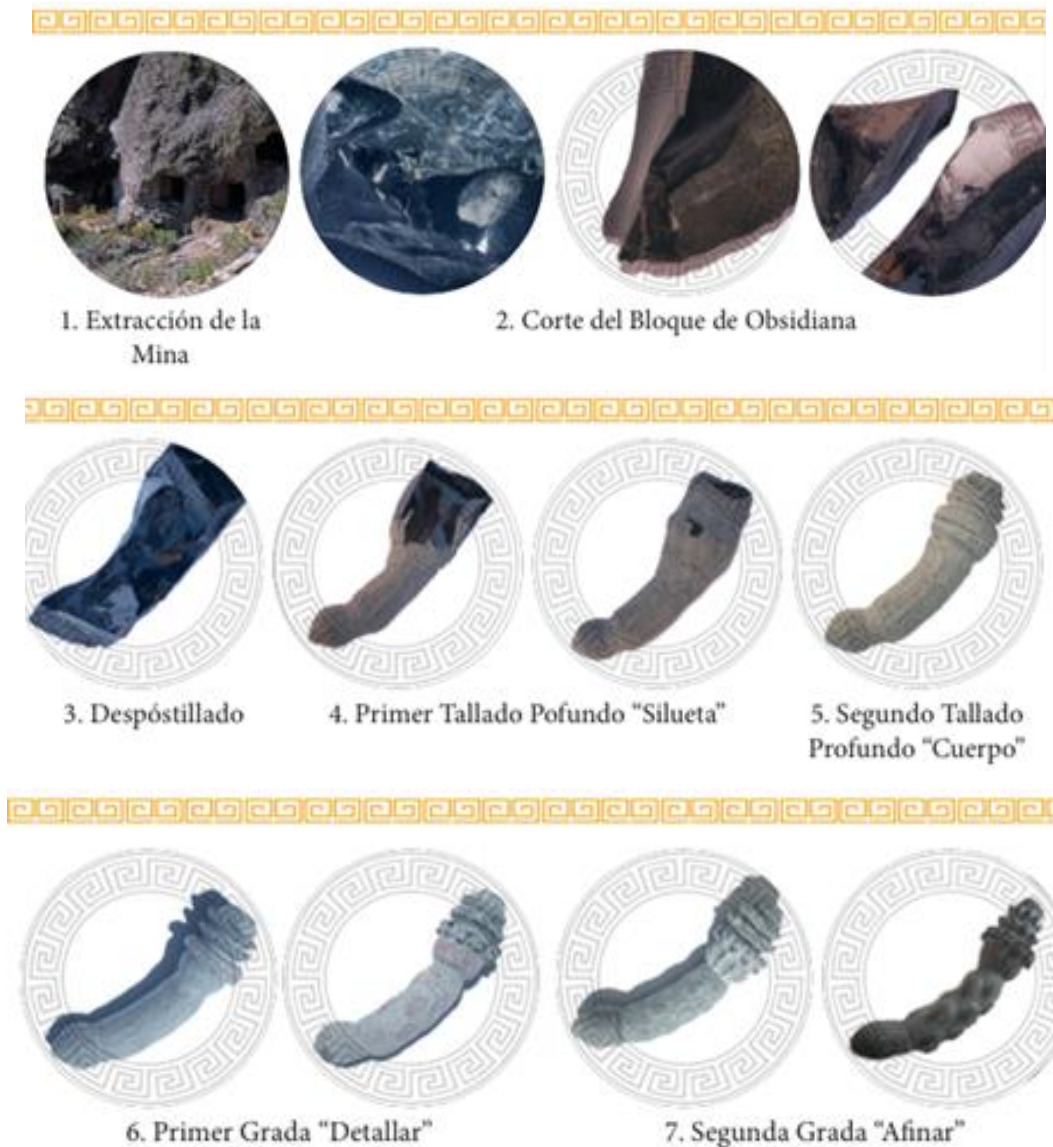 1. Extracción de la
Mina
2. Corte del Bloque de Obsidiana
3. Despóstillado
4. Primer Tallado Pofundo “Silueta”
5. Segundo Tallado
Profundo “Cuerpo”
6. Primer Grada “Detallar”
7. Segunda Grada “Afinar”